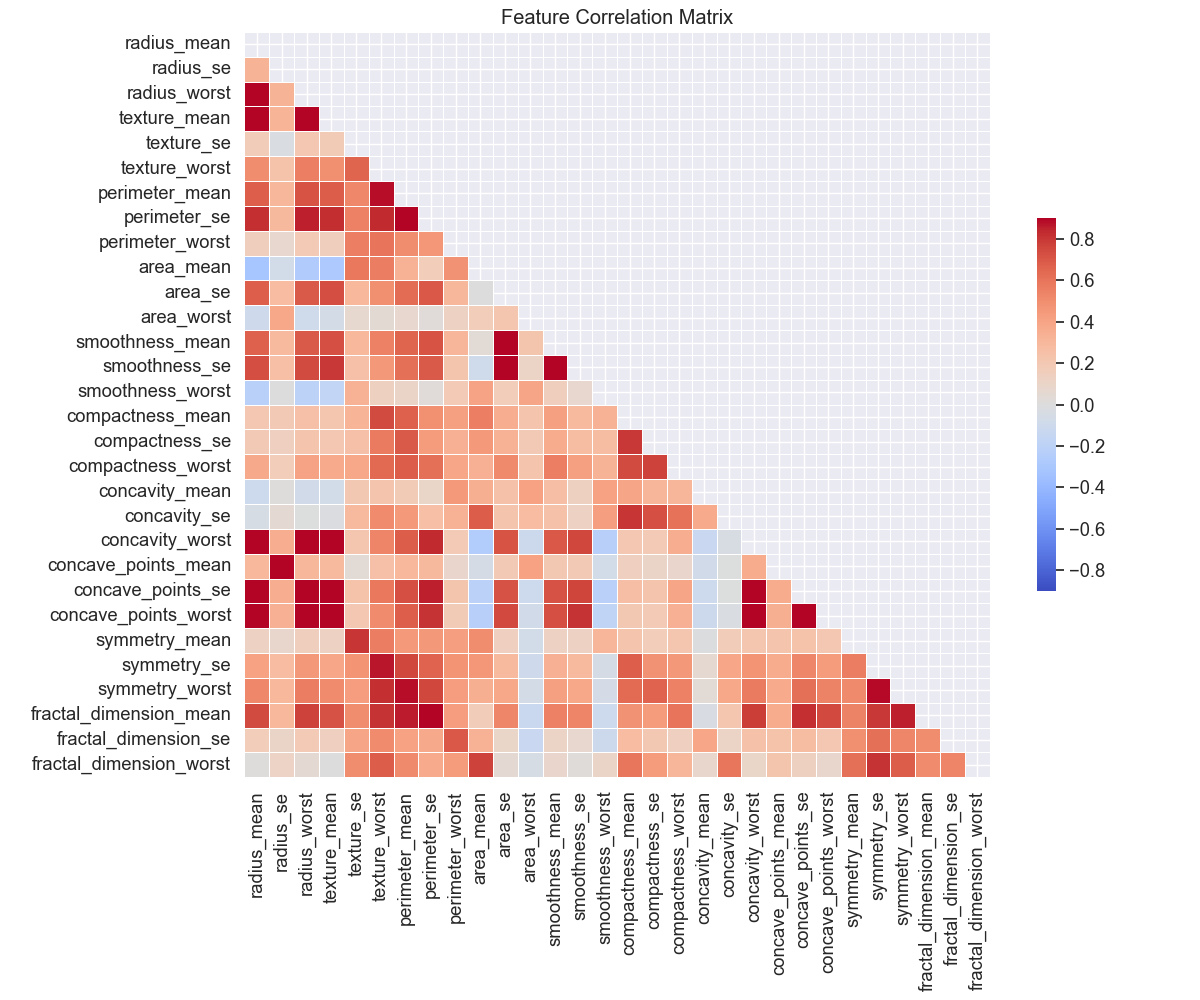 Feature Correlation Matrix
radius_mean
radius_se
radius_worst
texture_mean
texture_se
texture_worst
perimeter_mean
perimeter_se
perimeter_worst
area_mean
area_se
area_worst
smoothness_mean
smoothness_se
smoothness_worst
compactness_mean
compactness_se
compactness_worst
concavity_mean
concavity_se
concavity_worst
concave_points_mean
concave_points_se
concave_points_worst
symmetry_mean
symmetry_se
symmetry_worst
fractal_dimension_mean
fractal_dimension_se
fractal_dimension_worst
radius_mean
radius_se
radius_worst
texture_mean
texture_se
texture_worst
perimeter_mean
perimeter_se
perimeter_worst
area_mean
area_se
area_worst
smoothness_mean
smoothness_se
smoothness_worst
compactness_mean
compactness_se
compactness_worst
concavity_mean
concavity_se
concavity_worst
concave_points_mean
concave_points_se
concave_points_worst
symmetry_mean
symmetry_se
symmetry_worst
fractal_dimension_mean
fractal_dimension_se
fractal_dimension_worst
0.8
0.6
0.4
0.2
0.0
−0.2
−0.4
−0.6
−0.8